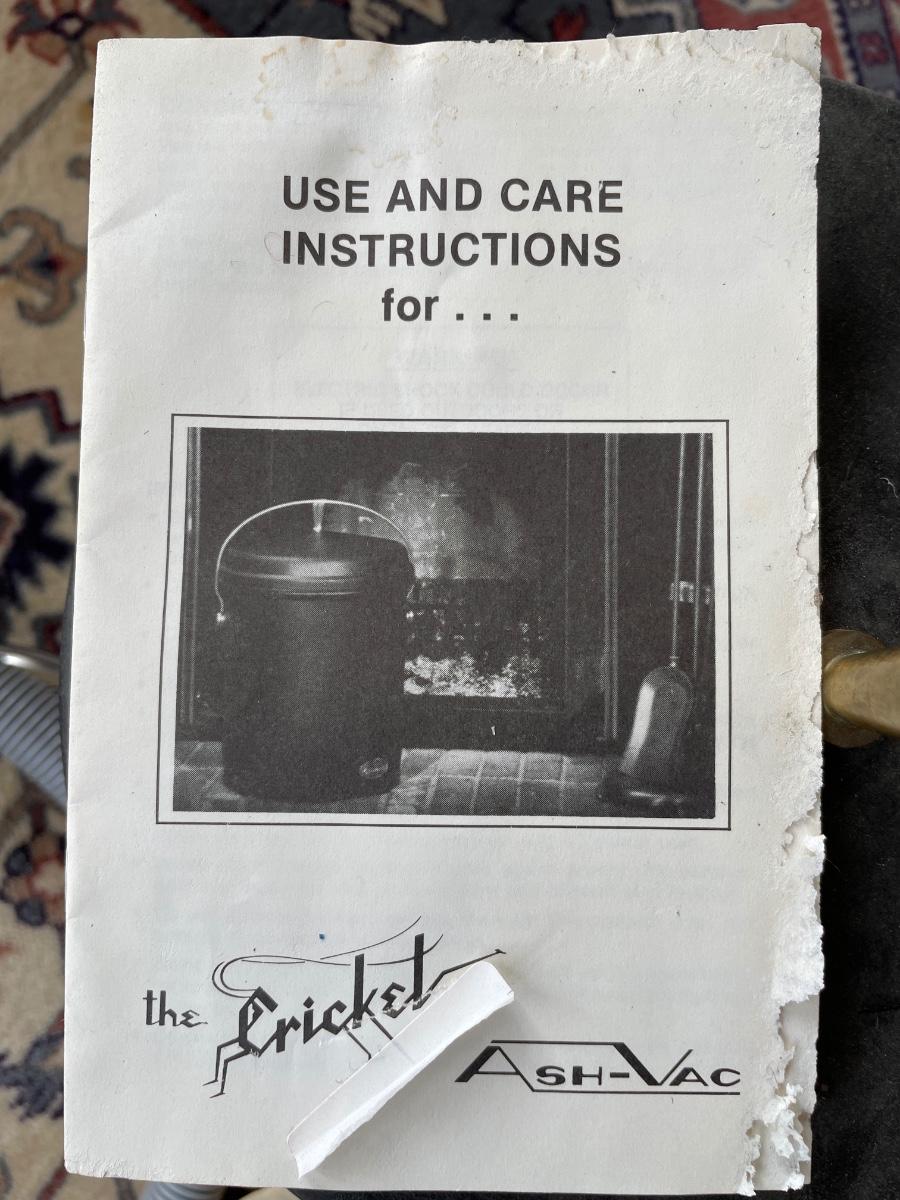 USE AND CARE
INSTRUCTIONS
for . . .
the Cricket
ASH-VAC